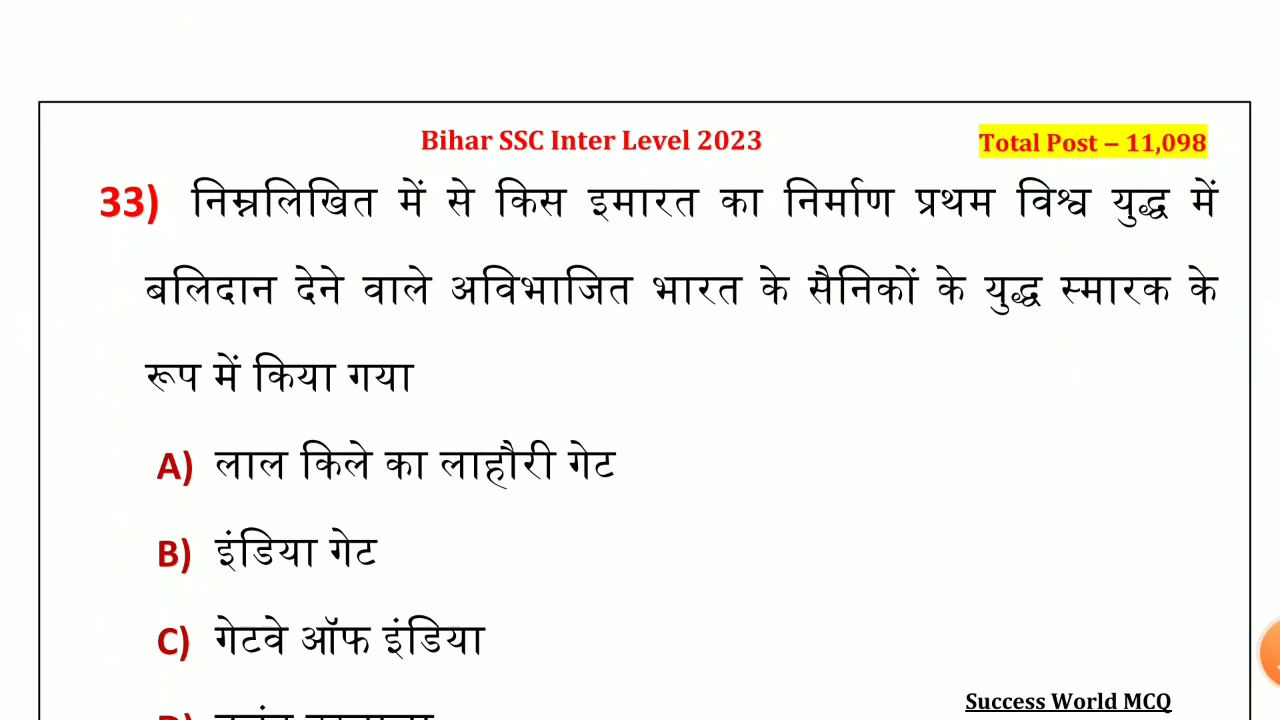 Bihar SSC Inter Level 2023
Total Post – 11,098
33) निम्नलिखित में से किस इमारत का निर्माण प्रथम विश्व युद्ध में
बलिदान देने वाले अविभाजित भारत के सैनिकों के युद्ध स्मारक के
रूप में किया गया
A) लाल किले का लाहौरी गेट
B) इंडिया गेट
C) गेटवे ऑफ इंडिया
Success World MCQ